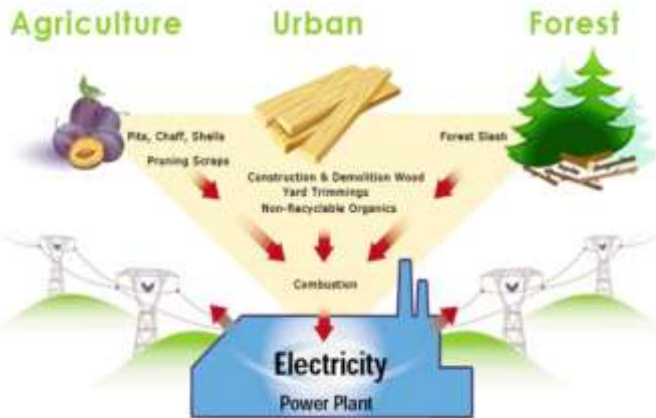 Agriculture
Urban
Forest
Pits, Chaff, Shells
Pruning Scraps
Construction & Demolition Wood
Yard Trimmings
Non-Recyclable Organics
Forest Slash
Combustion
Electricity
Power Plant